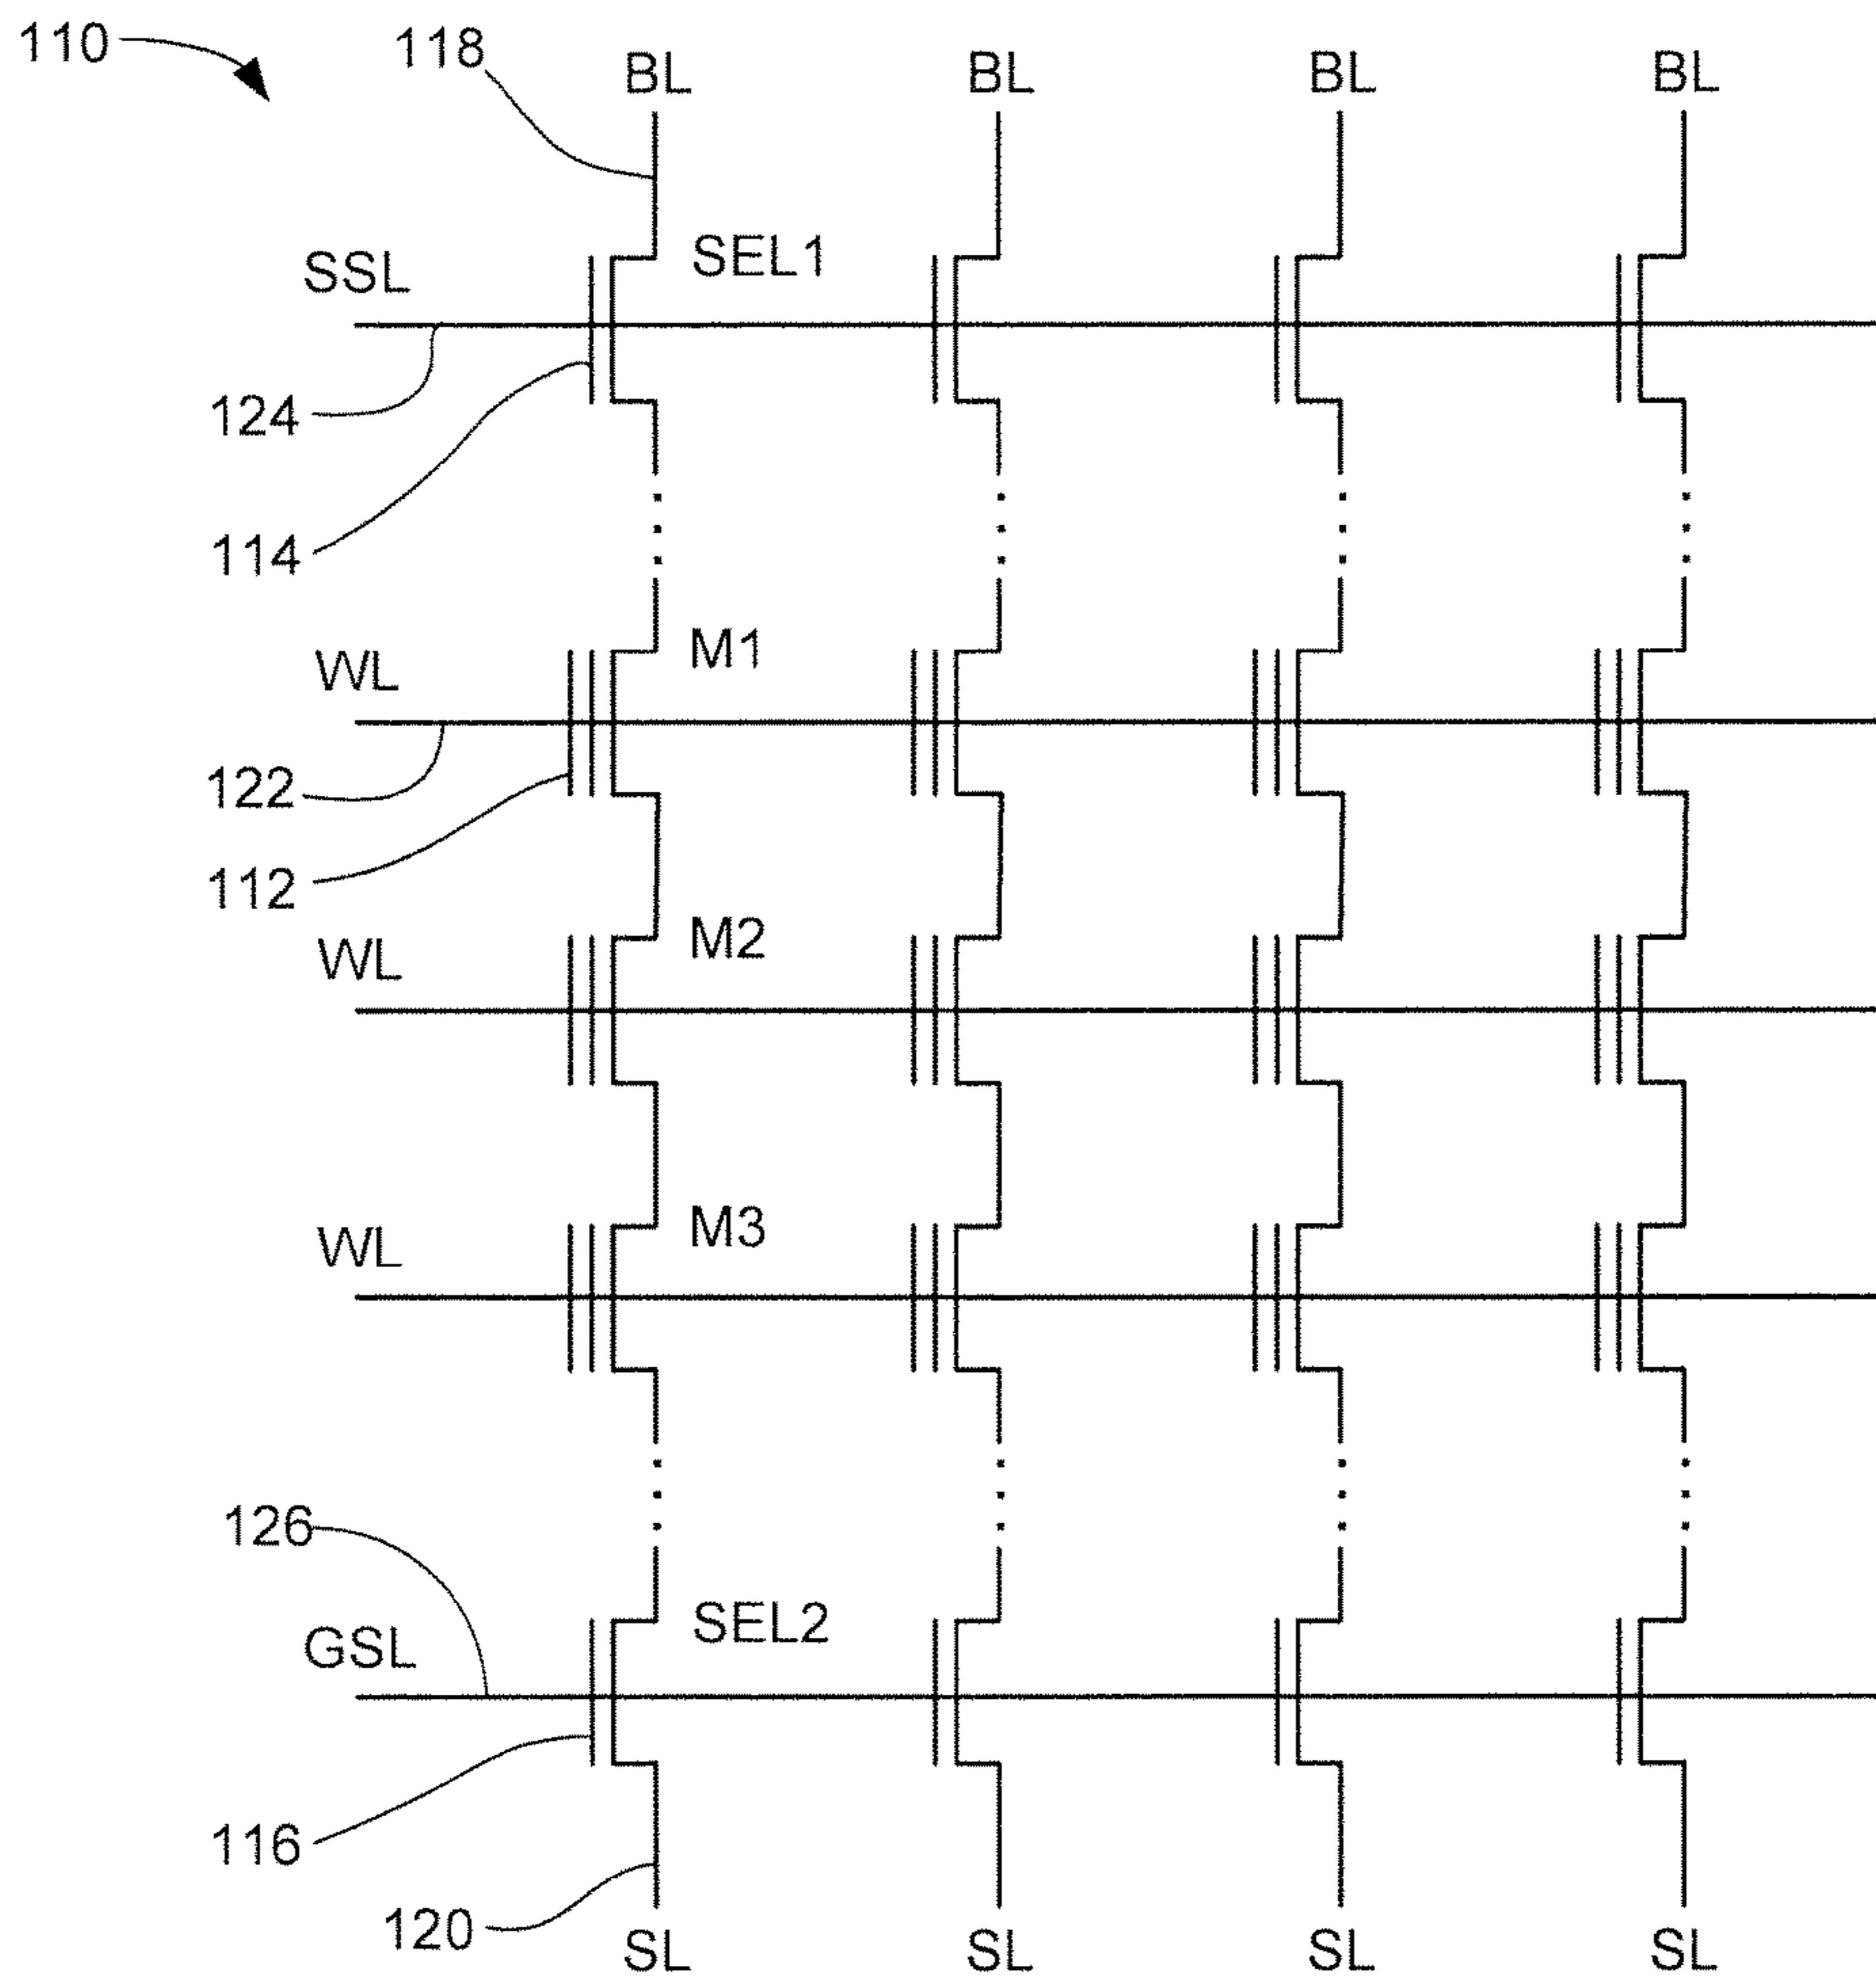 110
118
BL BL BL BL
SSL
SEL1
124
114
WL
M1
122
112
WL
M2
WL
M3
126
GSL
SEL2
116
120
SL SL SL SL